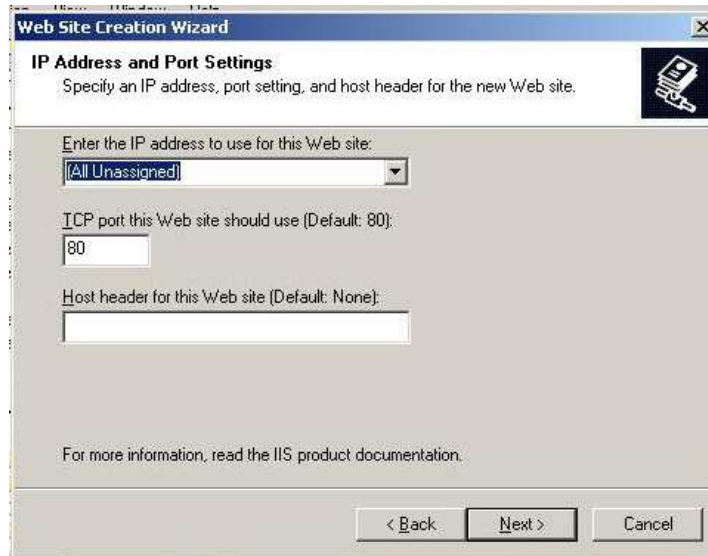 View Window Help
Web Site Creation Wizard
IP Address and Port Settings
Specify an IP address, port setting, and host header for the new Web site.
Enter the IP address to use for this Web site:
(All Unassigned)
TCP port this Web site should use (Default: 80):
80
Host header for this Web site (Default: None):
For more information, read the IIS product documentation.
< Back Next > Cancel